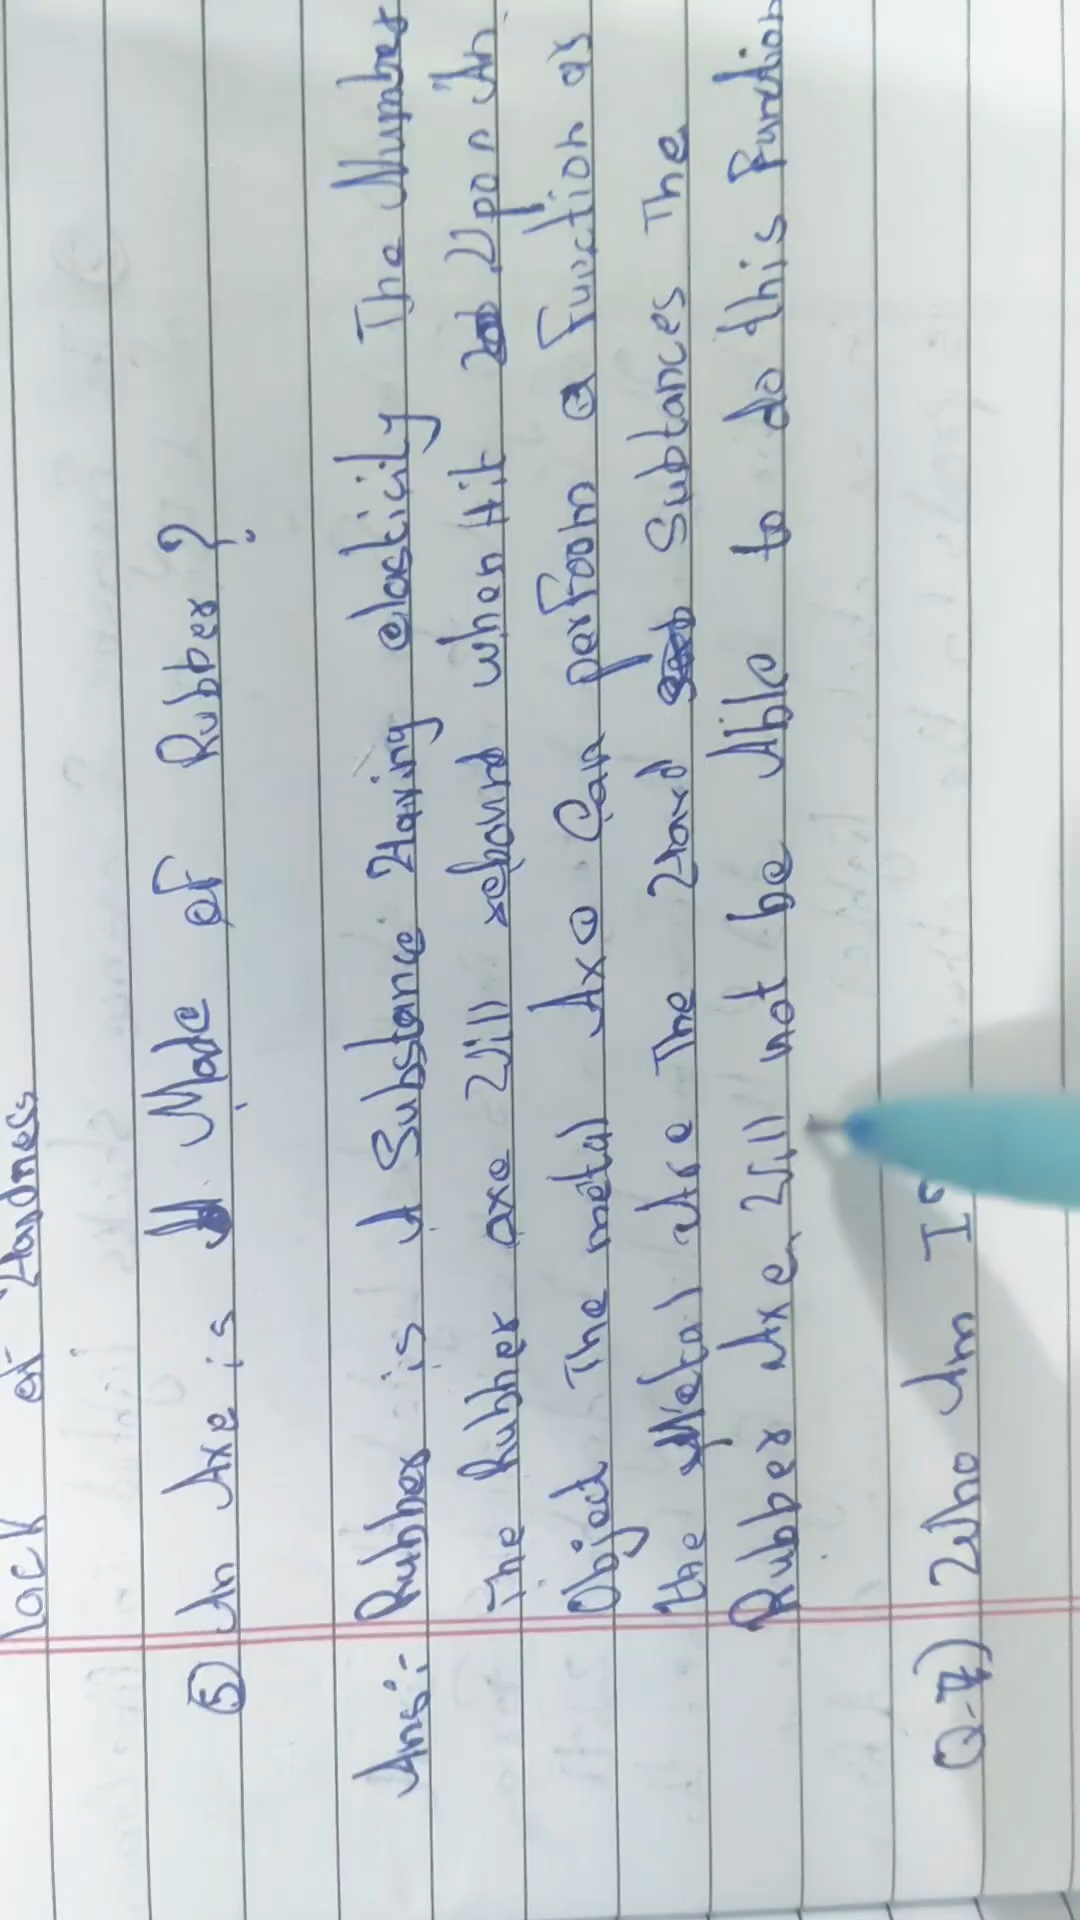 lack of Hardness
⑤ An Axe is Made of Rubber ?
Ans:- Rubber is A Substance Having elasticity The Number
The Rubber axe Will rebound when Hit Upon An
Object The metal Axe Can perform a function as
the Metal Are The Hard Subtances The
Rubber Axe Will not be Able to do this Function
Q-7) Who Am I